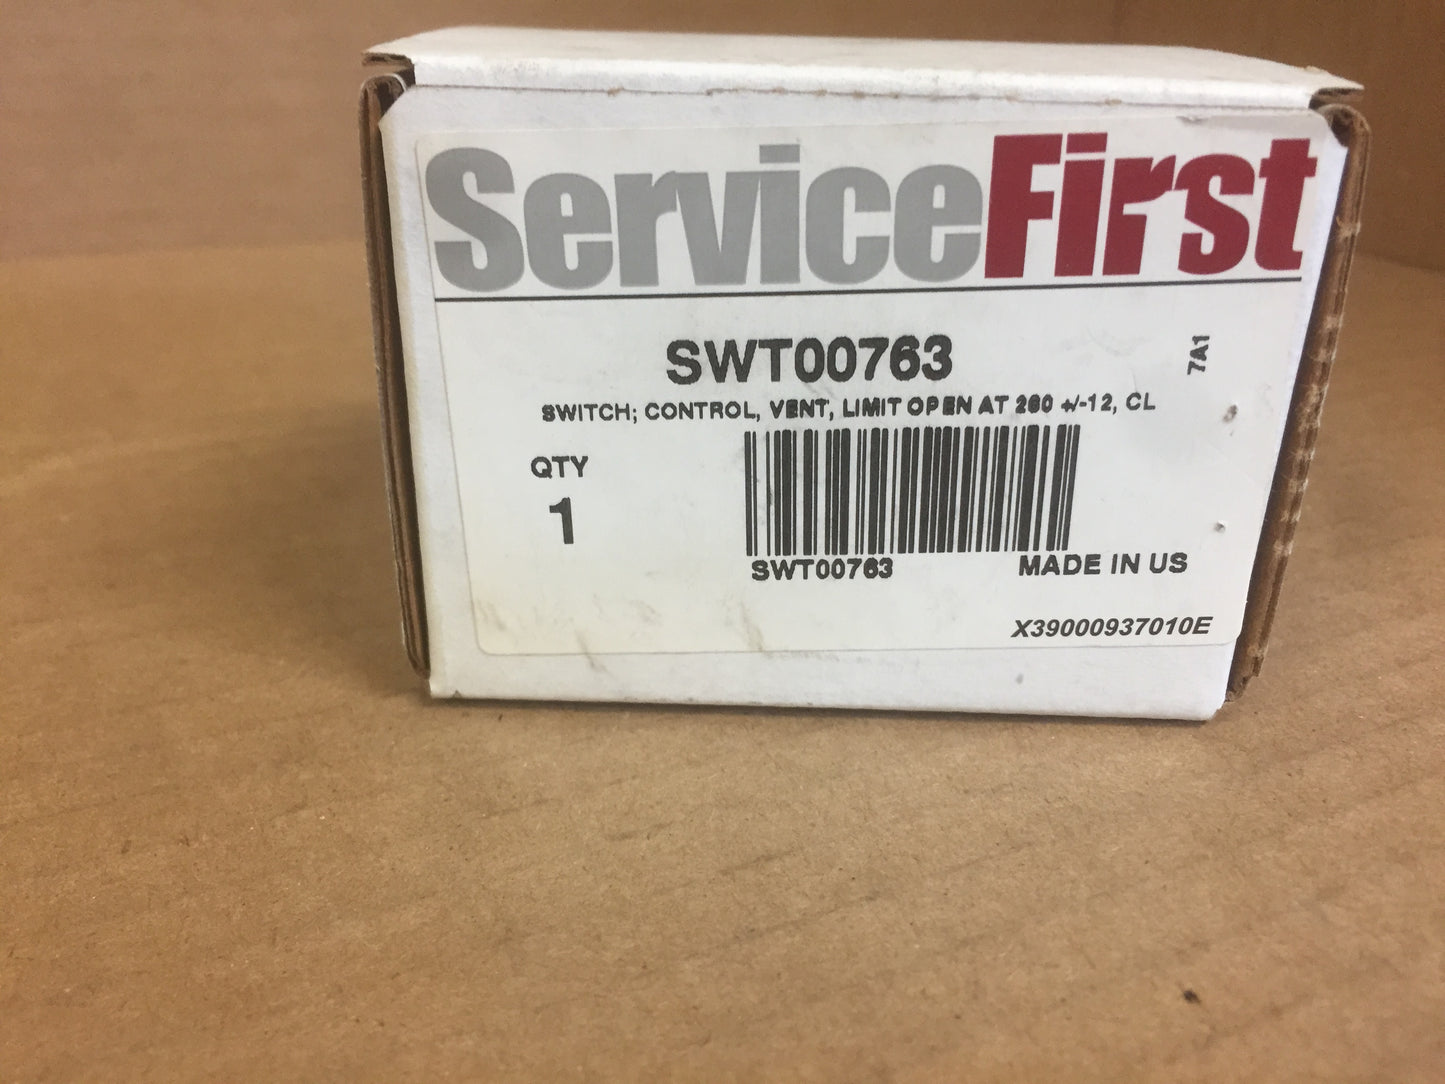 ServiceFirst
SWT00763
7A1
SWITCH; CONTROL, VENT, LIMIT OPEN AT 260 +/-12, CL
QTY
1
SWT00763
MADE IN US
X39000937010E